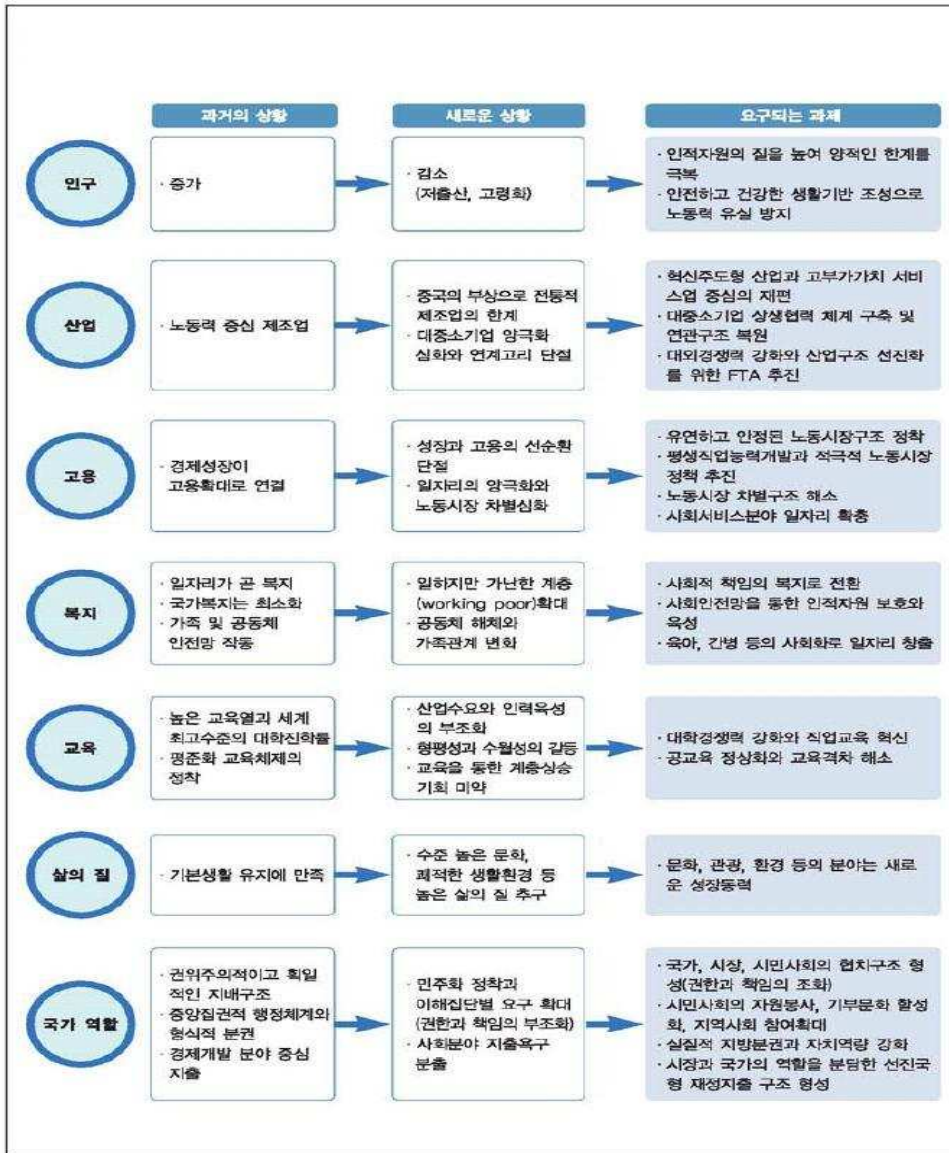 과거의 상황
새로운 상황
요구되는 과제
인구
· 증가
· 감소
(저출산, 고령화)
· 인적자원의 질을 높여 양적인 한계를
극복
· 안전하고 건강한 생활기반 조성으로
노동력 유실 방지
산업
· 노동력 중심 제조업
· 중국의 부상으로 전통적
제조업의 한계
· 대중소기업 양극화
심화와 연계고리 단절
· 혁신주도형 산업과 고부가가치 서비
스업 중심의 재편
· 대중소기업 상생협력 체계 구축 및
연관구조 복원
· 대외경쟁력 강화와 산업구조 선진화
를 위한 FTA 추진
고용
· 경제성장이
고용확대로 연결
· 성장과 고용의 선순환
단절
· 일자리의 양극화와
노동시장 차별심화
· 유연하고 안정된 노동시장구조 정착
· 평생직업능력개발과 적극적 노동시장
정책 추진
· 노동시장 차별구조 해소
· 사회서비스분야 일자리 확충
복지
· 일자리가 곧 복지
· 국가복지는 최소화
· 가족 및 공동체
안전망 작동
· 일하지만 가난한 계층
(working poor)확대
· 공동체 해체와
가족관계 변화
· 사회적 책임의 복지로 전환
· 사회안전망을 통한 인적자원 보호와
육성
· 육아, 간병 등의 사회화로 일자리 창출
교육
· 높은 교육열과 세계
최고수준의 대학진학률
· 평준화 교육체제의
정착
· 산업수요와 인력육성
의 부조화
· 형평성과 수월성의 갈등
· 교육을 통한 계층상승
기회 미약
· 대학경쟁력 강화와 직업교육 혁신
· 공교육 정상화와 교육격차 해소
삶의 질
· 기본생활 유지에 만족
· 수준 높은 문화,
쾌적한 생활환경 등
높은 삶의 질 추구
· 문화, 관광, 환경 등의 분야는 새로
운 성장동력
국가 역할
· 권위주의적이고 획일
적인 지배구조
· 중앙집권적 행정체계와
형식적 분권
· 경제개발 분야 중심
지출
· 민주화 정착과
이해집단별 요구 확대
(권한과 책임의 부조화)
· 사회분야 지출욕구
분출
· 국가, 시장, 시민사회의 협치구조 형
성(권한과 책임의 조화)
· 시민사회의 자원봉사, 기부문화 활성
화, 지역사회 참여확대
· 실질적 지방분권과 자치역량 강화
· 시장과 국가의 역할을 분담한 선진국
형 재정지출 구조 형성